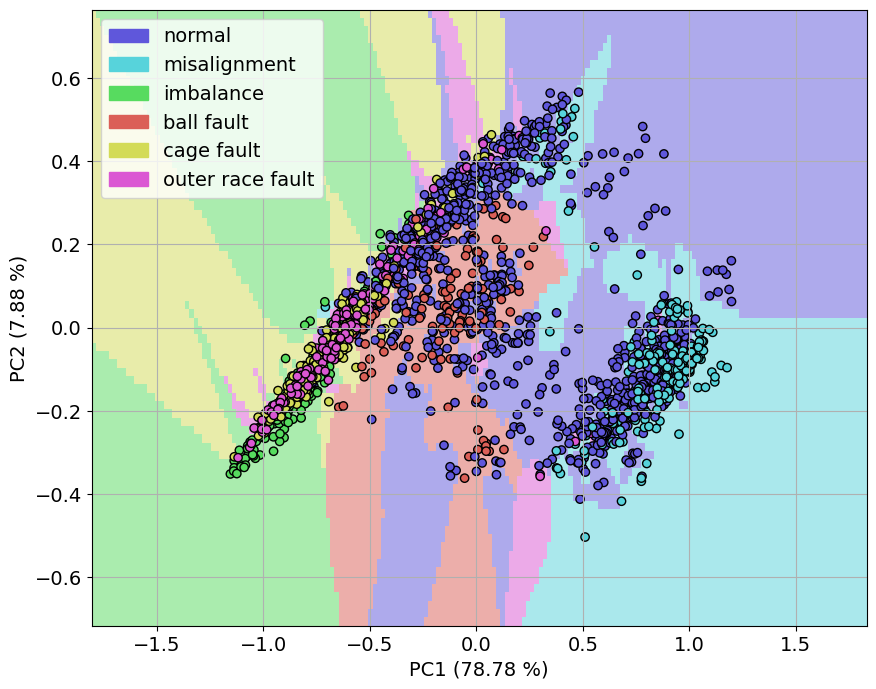 normal
misalignment
imbalance
ball fault
cage fault
outer race fault
0.6
0.4
0.2
0.0
−0.2
−0.4
−0.6
PC2 (7.88 %)
−1.5
−1.0
−0.5
0.0
0.5
1.0
1.5
PC1 (78.78 %)